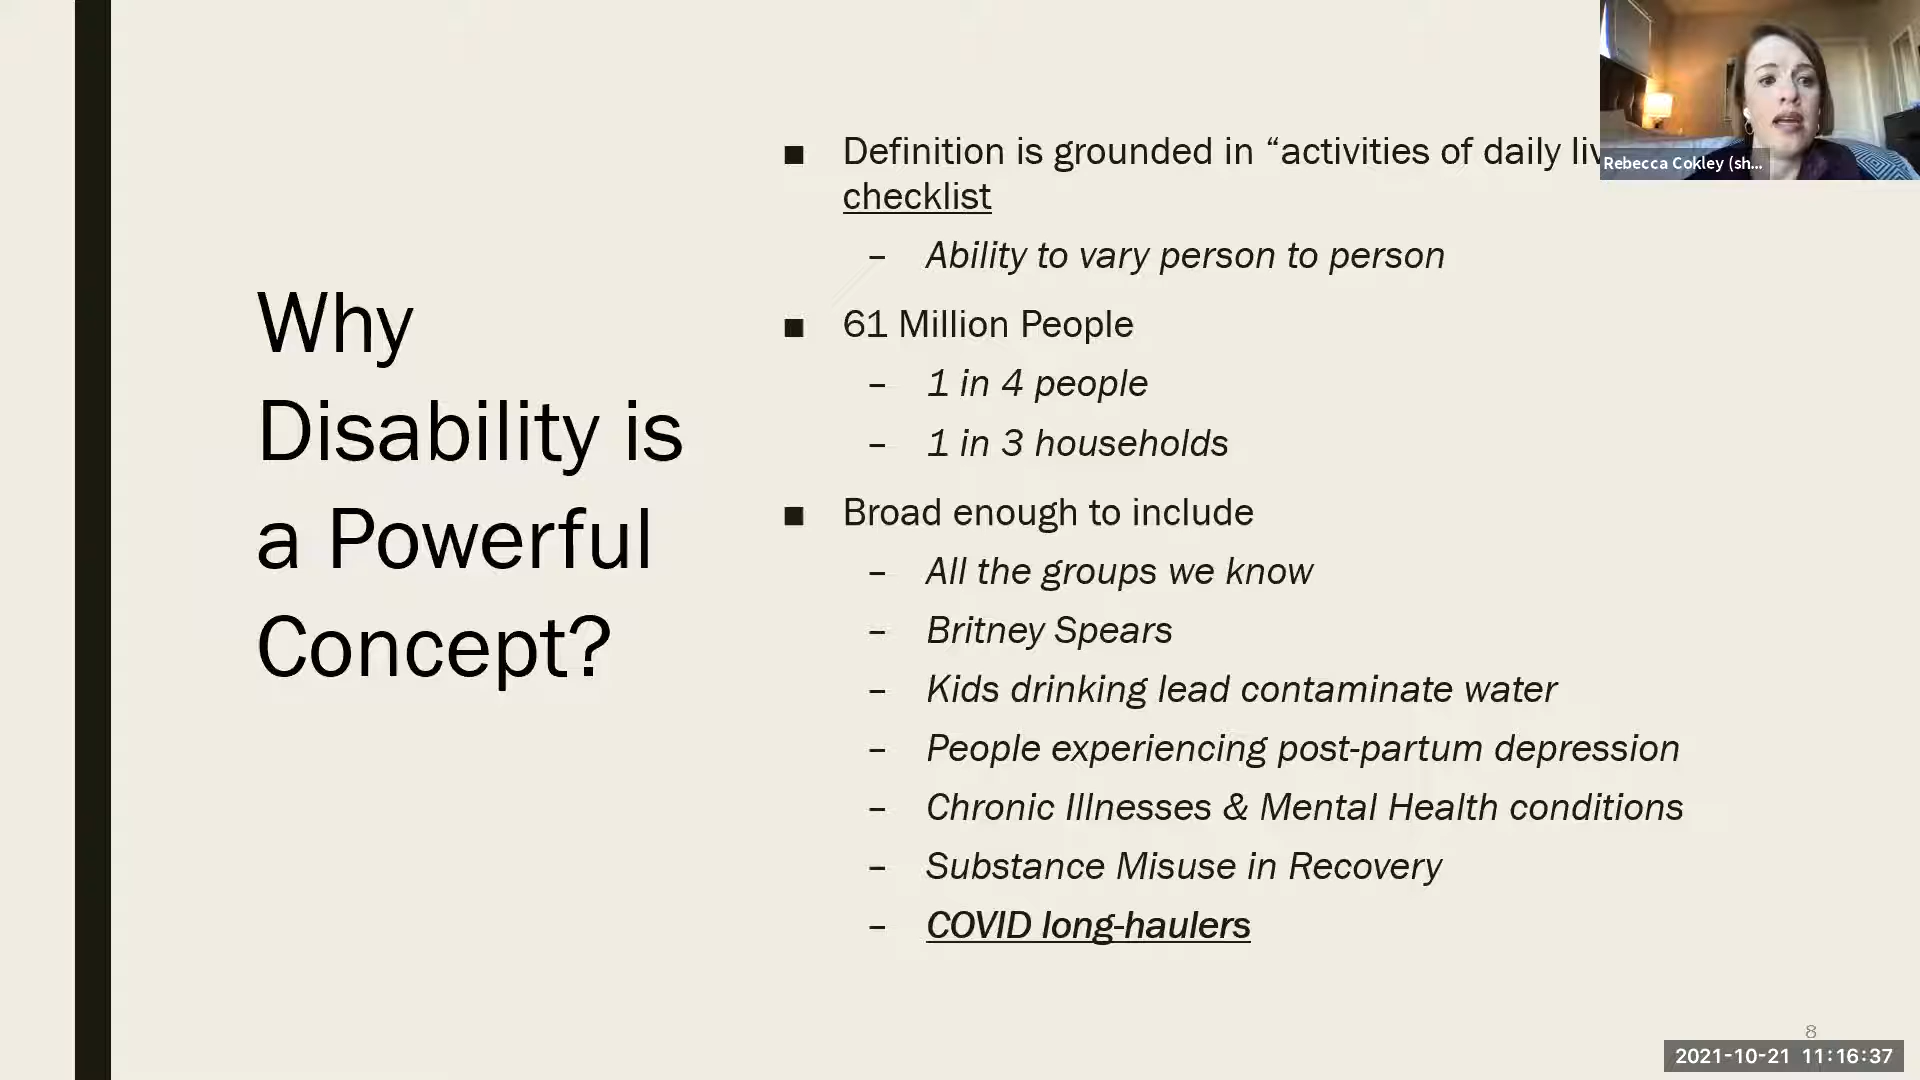 Why
Disability is
a Powerful
Concept?
■ Definition is grounded in “activities of daily
checklist
– Ability to vary person to person
■ 61 Million People
– 1 in 4 people
– 1 in 3 households
■ Broad enough to include
– All the groups we know
– Britney Spears
– Kids drinking lead contaminate water
– People experiencing post-partum depression
– Chronic Illnesses & Mental Health conditions
– Substance Misuse in Recovery
– COVID long-haulers
Rebecca Cokley (sh...
8
2021-10-21 11:16:37